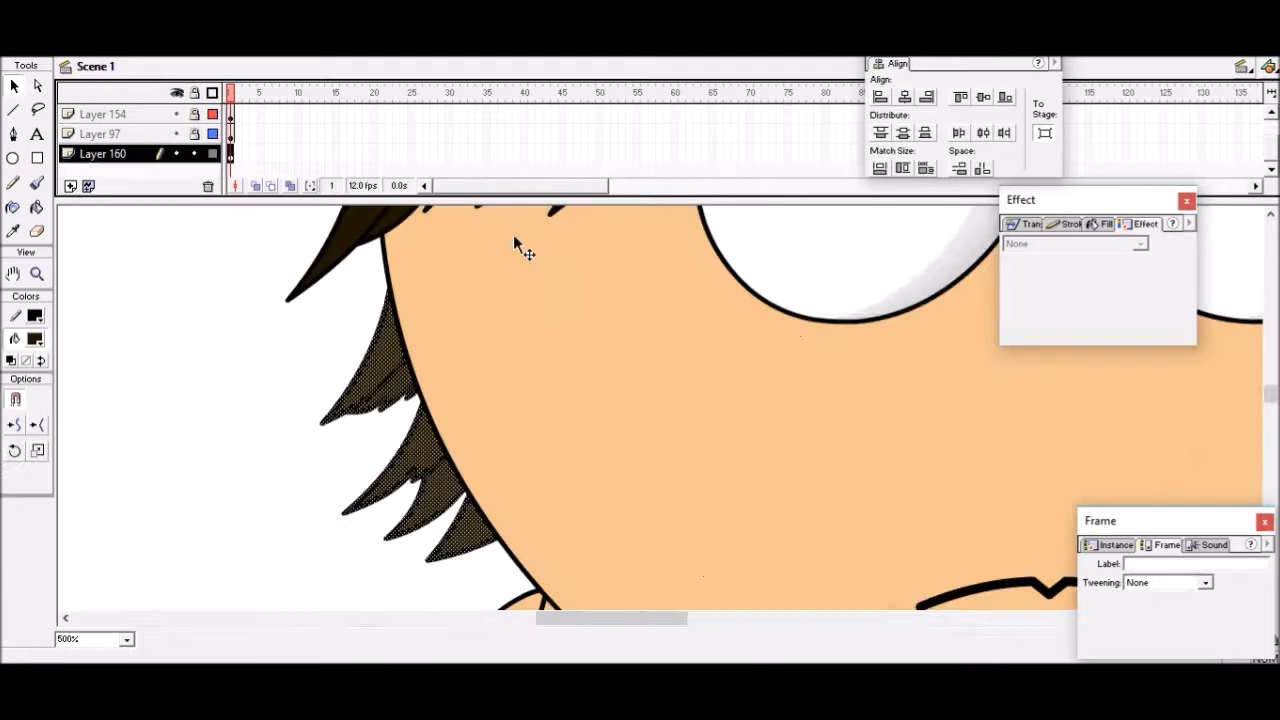 Tools
Scene 1
Align
?
Align:
5 10 15 20 25 30 35 40 45 50 55 60 65 70 75 80 85
115 120 125 130 135
Layer 154
To
Stage:
Distribute:
Layer 97
Match Size:
Space:
Layer 160
1 12.0 fps 0.0s
Effect
x
Tran
Strok
Fill
Effect
?
None
View
Colors
Options
Frame
x
Instance
Frame
Sound
?
Label:
Tweening: None
500%